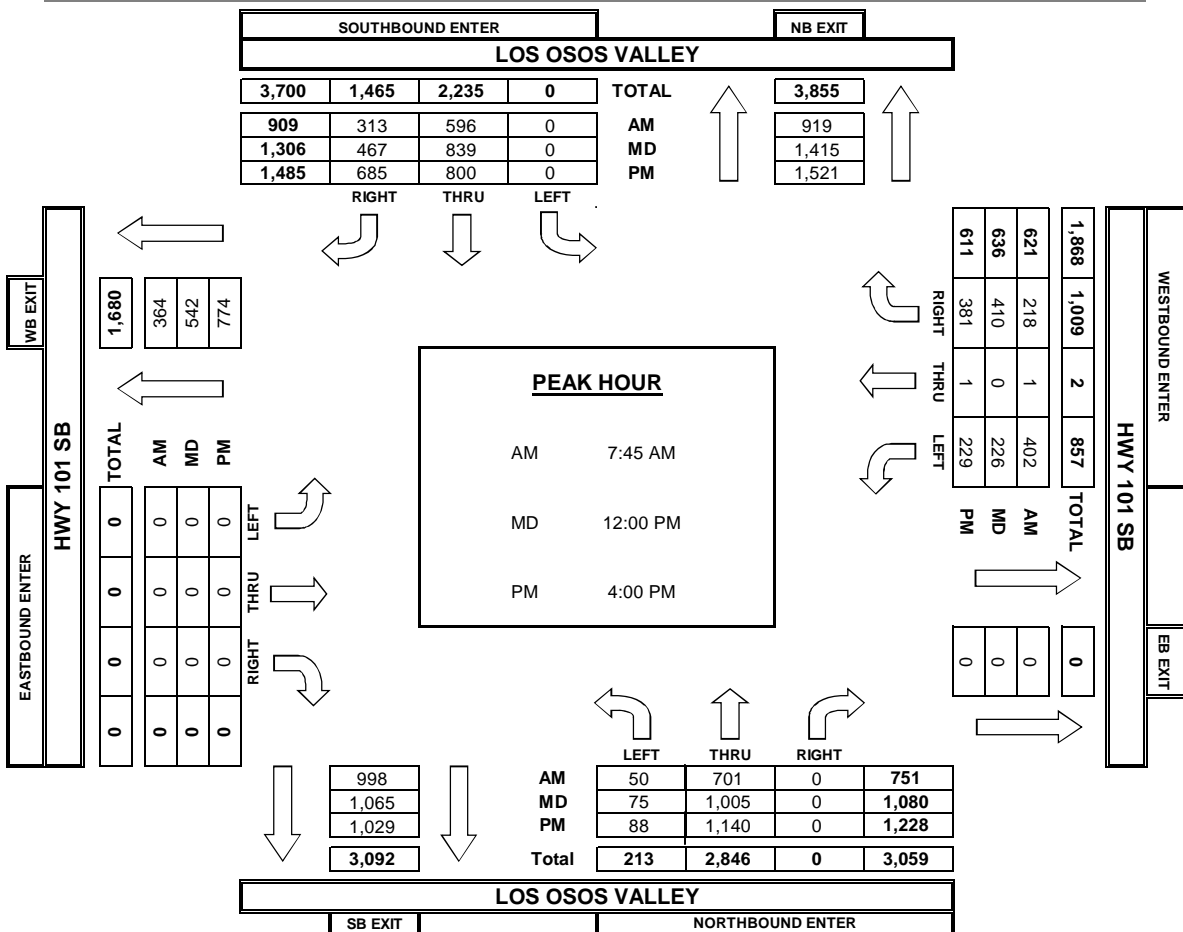 SOUTHBOUND ENTER NB EXIT
LOS OSOS VALLEY
3,700 1,465 2,235 0 TOTAL 3,855
909 313 596 0 AM 919
1,306 467 839 0 MD 1,415
1,485 685 800 0 PM 1,521
RIGHT THRU LEFT
WB EXIT
HWY 101 SB
EASTBOUND ENTER
1,680 364 542 774
TOTAL AM MD PM
0 0 0 0 LEFT
0 0 0 0 THRU
0 0 0 0 RIGHT
0 0 0 0
PEAK HOUR
AM 7:45 AM
MD 12:00 PM
PM 4:00 PM
WESTBOUND ENTER
HWY 101 SB
EB EXIT
1,868 1,009 2 857 TOTAL
621 218 1 402 AM
636 410 0 226 MD
611 381 1 229 PM
RIGHT THRU LEFT
0 0 0 0
LEFT THRU RIGHT
998 AM 50 701 0 751
1,065 MD 75 1,005 0 1,080
1,029 PM 88 1,140 0 1,228
3,092 Total 213 2,846 0 3,059
LOS OSOS VALLEY
SB EXIT NORTHBOUND ENTER